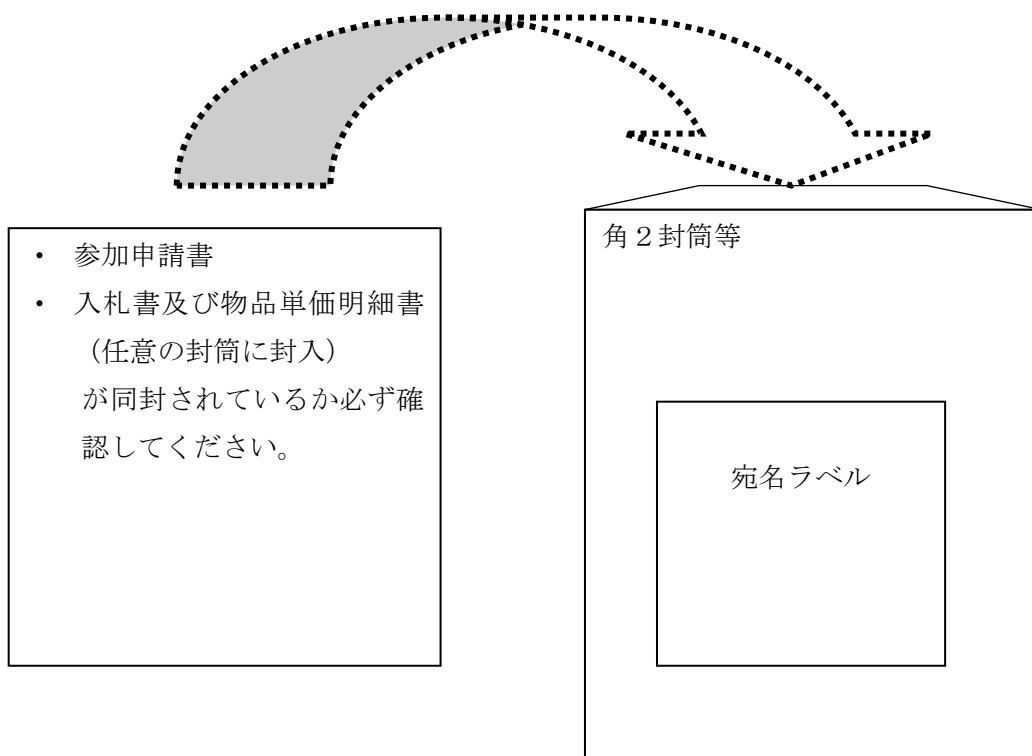 ・ 参加申請書
・ 入札書及び物品単価明細書
（任意の封筒に封入）
が同封されているか必ず確
認してください。
角２封筒等
宛名ラベル